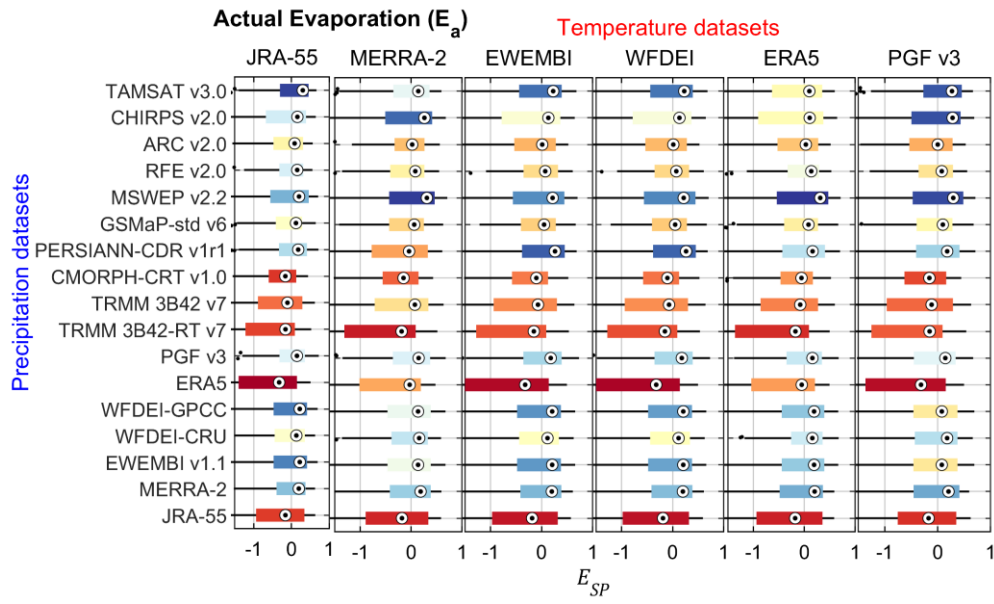 Actual Evaporation (Ea)
Temperature datasets
JRA-55 MERRA-2 EWEMBI WFDEI ERA5 PGF v3
Precipitation datasets
TAMSAT v3.0
CHIRPS v2.0
ARC v2.0
RFE v2.0
MSWEP v2.2
GSMaP-std v6
PERSIANN-CDR v1r1
CMORPH-CRT v1.0
TRMM 3B42 v7
TRMM 3B42-RT v7
PGF v3
ERA5
WFDEI-GPCC
WFDEI-CRU
EWEMBI v1.1
MERRA-2
JRA-55
-1 0 1 -1 0 1 -1 0 1 -1 0 1 -1 0 1 -1 0 1
ESP